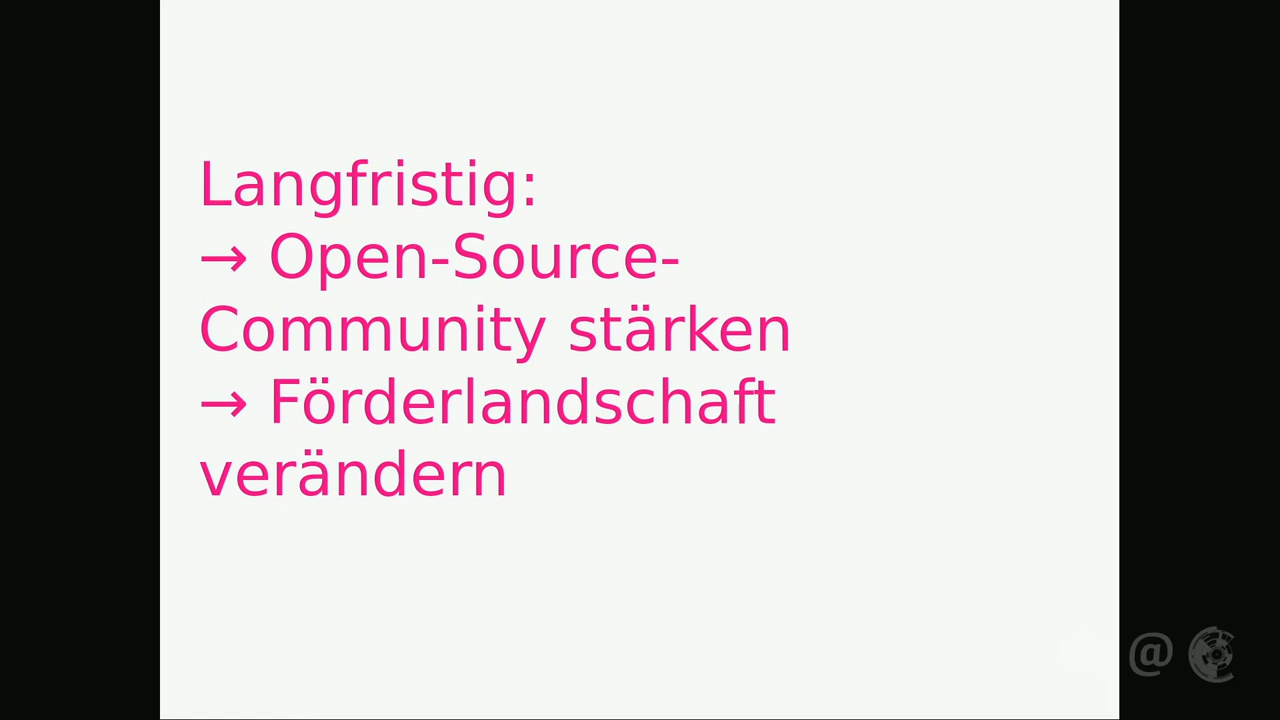 Langfristig:
→ Open-Source-
Community stärken
→ Förderlandschaft
verändern
@